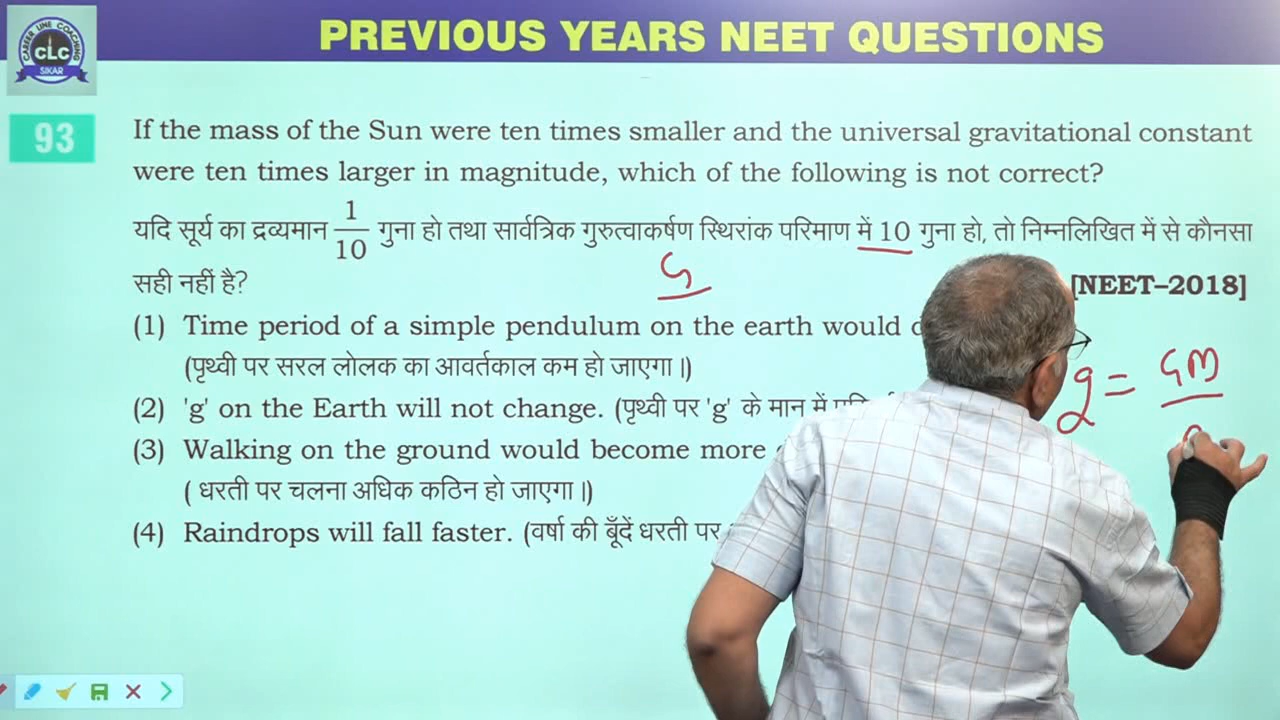 CAREER LINE COACHING
CLC
SIKAR
PREVIOUS YEARS NEET QUESTIONS
93
If the mass of the Sun were ten times smaller and the universal gravitational constant
were ten times larger in magnitude, which of the following is not correct?
यदि सूर्य का द्रव्यमान 1/10 गुना हो तथा सार्वत्रिक गुरुत्वाकर्षण स्थिरांक परिमाण में 10 गुना हो, तो निम्नलिखित में से कौनसा
सही नहीं है?
G
[NEET–2018]
(1) Time period of a simple pendulum on the earth would
(पृथ्वी पर सरल लोलक का आवर्तकाल कम हो जाएगा।)
g = GM
(2) 'g' on the Earth will not change. (पृथ्वी पर 'g' के मान में
(3) Walking on the ground would become more
( धरती पर चलना अधिक कठिन हो जाएगा।)
(4) Raindrops will fall faster. (वर्षा की बूँदें धरती पर